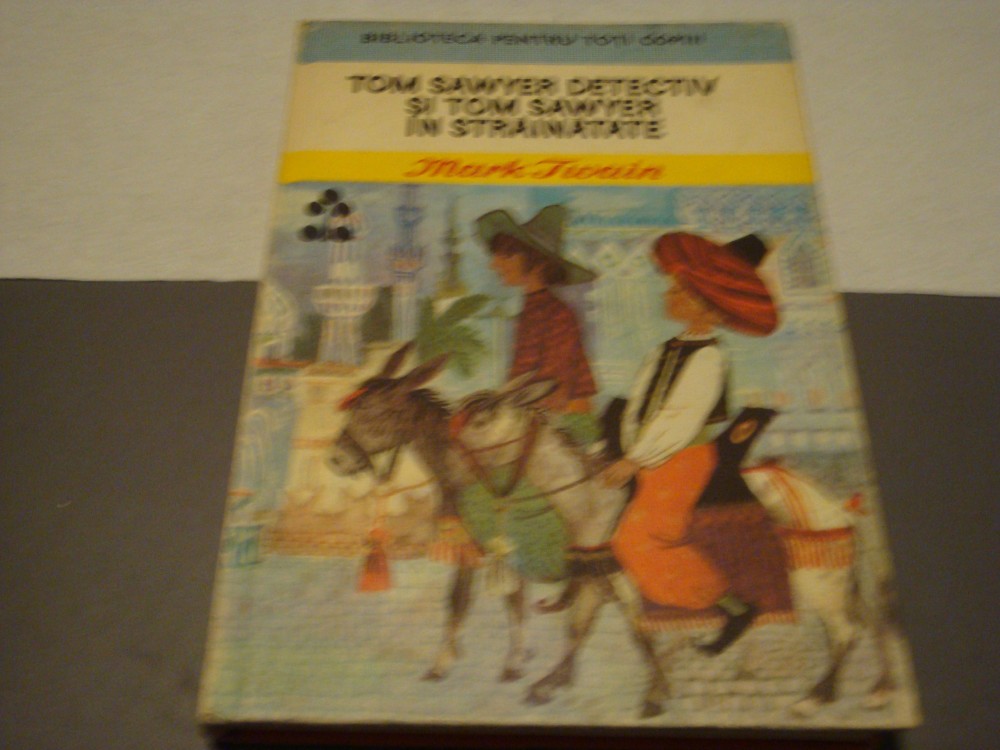 BIBLIOTECA PENTRU TOȚI COPIII
TOM SAWYER DETECTIV
ȘI TOM SAWYER
ÎN STRĂINĂTATE
Mark Twain